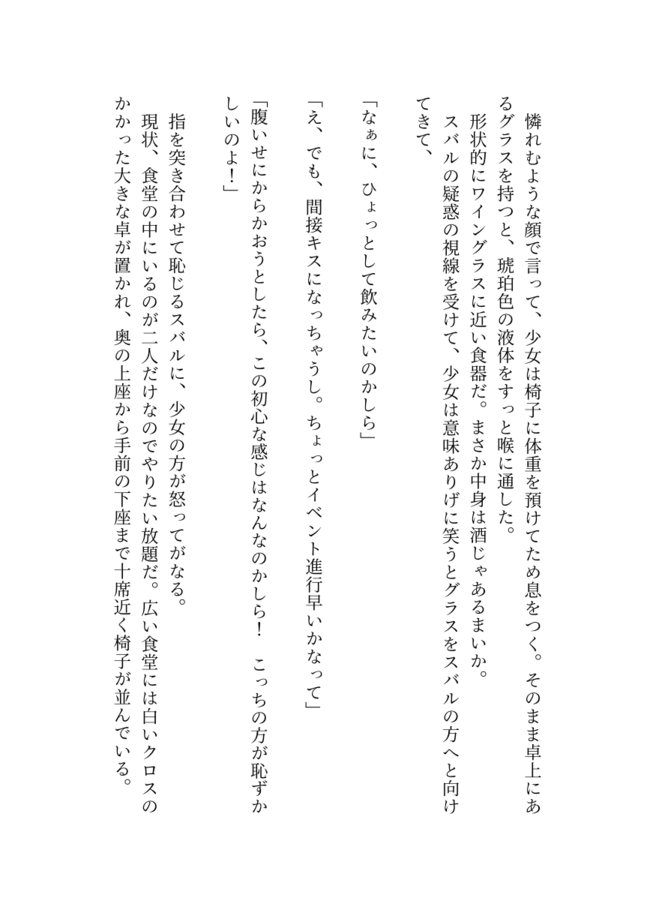 憐れむような顔で言って、少女は椅子に体重を預けてため息をつく。そのまま卓上にあ
るグラスを持つと、琥珀色の液体をすっと喉に通した。
　形状的にワイングラスに近い食器だ。まさか中身は酒じゃあるまいか。
　スバルの疑惑の視線を受けて、少女は意味ありげに笑うとグラスをスバルの方へと向け
てきて、
「なぁに、ひょっとして飲みたいのかしら」
「え、でも、間接キスになっちゃうし。ちょっとイベント進行早いかなって」
「腹いせにからかおうとしたら、この初心な感じはなんなのかしら！　こっちの方が恥ずか
しいのよ！」
　指を突き合わせて恥じるスバルに、少女の方が怒ってがなる。
　現状、食堂の中にいるのが二人だけなのでやりたい放題だ。広い食堂には白いクロスの
かかった大きな卓が置かれ、奥の上座から手前の下座まで十席近く椅子が並んでいる。